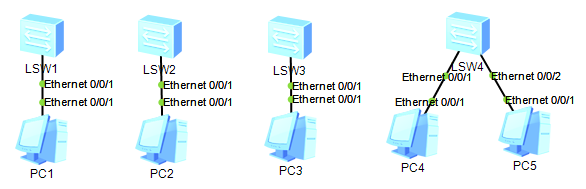 LSW1
Ethernet 0/0/1
Ethernet 0/0/1
PC1
LSW2
Ethernet 0/0/1
Ethernet 0/0/1
PC2
LSW3
Ethernet 0/0/1
Ethernet 0/0/1
PC3
LSW4
Ethernet 0/0/1
Ethernet 0/0/2
Ethernet 0/0/1
Ethernet 0/0/1
PC4
PC5